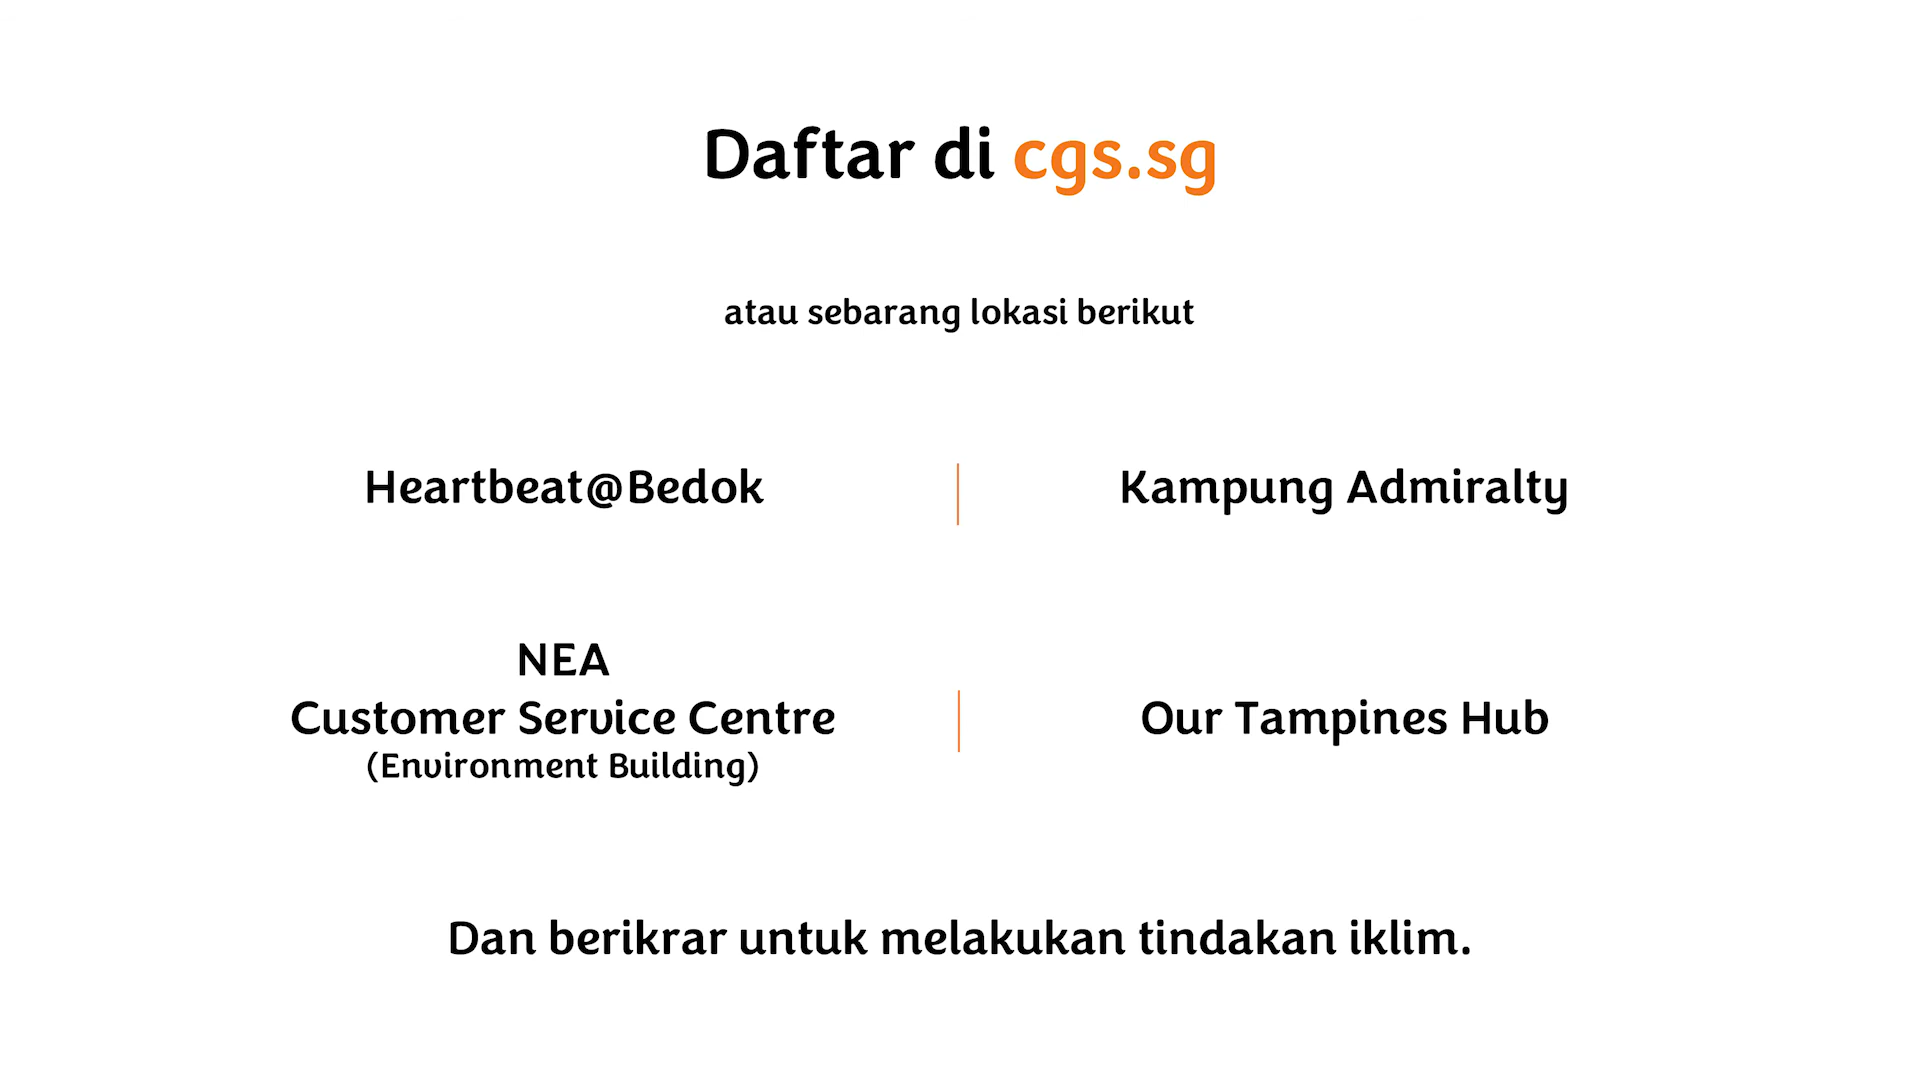 Daftar di cgs.sg
atau sebarang lokasi berikut
Heartbeat@Bedok
Kampung Admiralty
NEA
Customer Service Centre
(Environment Building)
Our Tampines Hub
Dan berikrar untuk melakukan tindakan iklim.